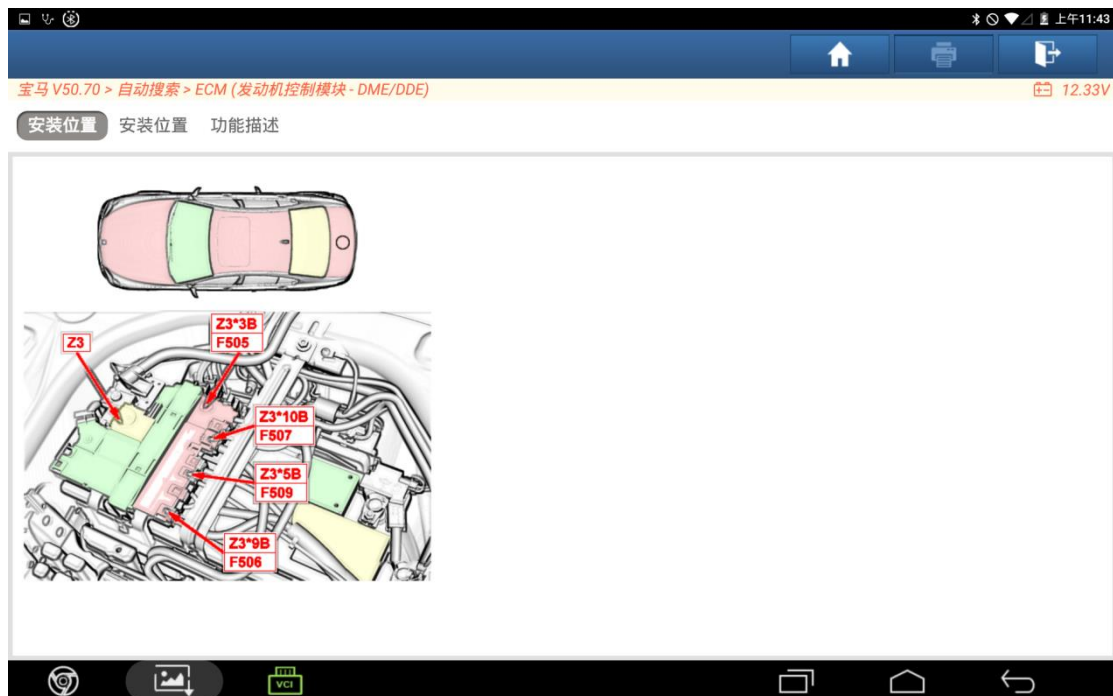 上午11:43
宝马 V50.70 > 自动搜索 > ECM (发动机控制模块 - DME/DDE)
12.33V
安装位置 安装位置 功能描述
Z3
Z3*3B
F505
Z3*10B
F507
Z3*5B
F509
Z3*9B
F506
VCI